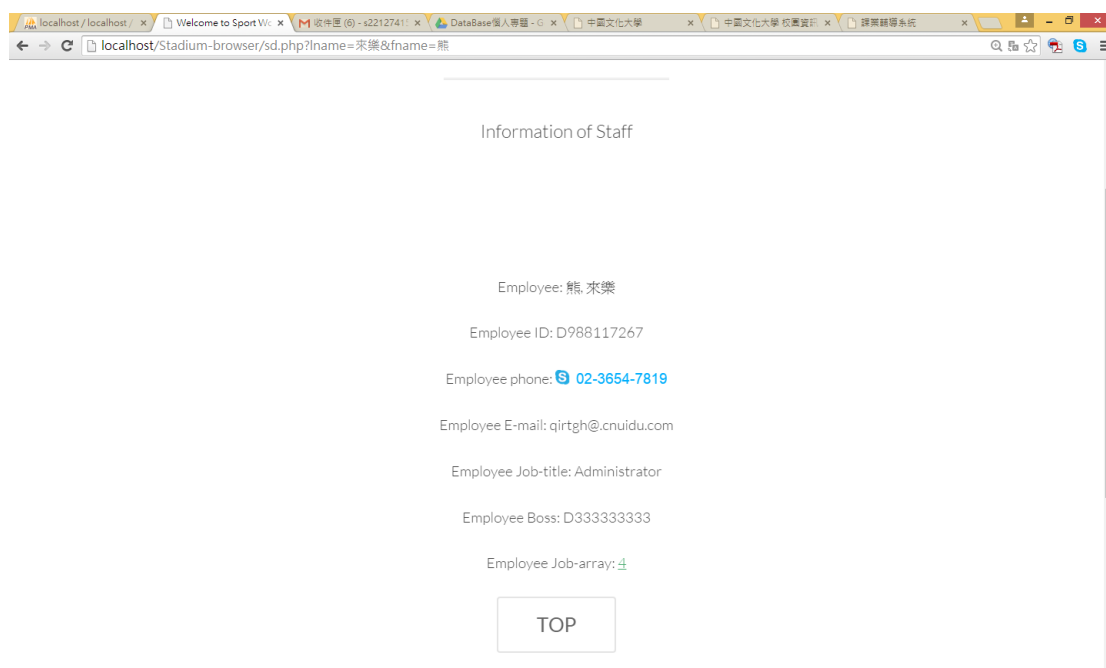 localhost / localhost /
Welcome to Sport Wo
收件匣 (6) - s2212741
DataBase個人專題 - G
中國文化大學
中國文化大學 校園資訊
課業輔導系統
localhost/Stadium-browser/sd.php?lname=來樂&fname=熊
Information of Staff
Employee: 熊, 來樂
Employee ID: D988117267
Employee phone: 02-3654-7819
Employee E-mail: qirtgh@.cnuidu.com
Employee Job-title: Administrator
Employee Boss: D333333333
Employee Job-array: 4
TOP